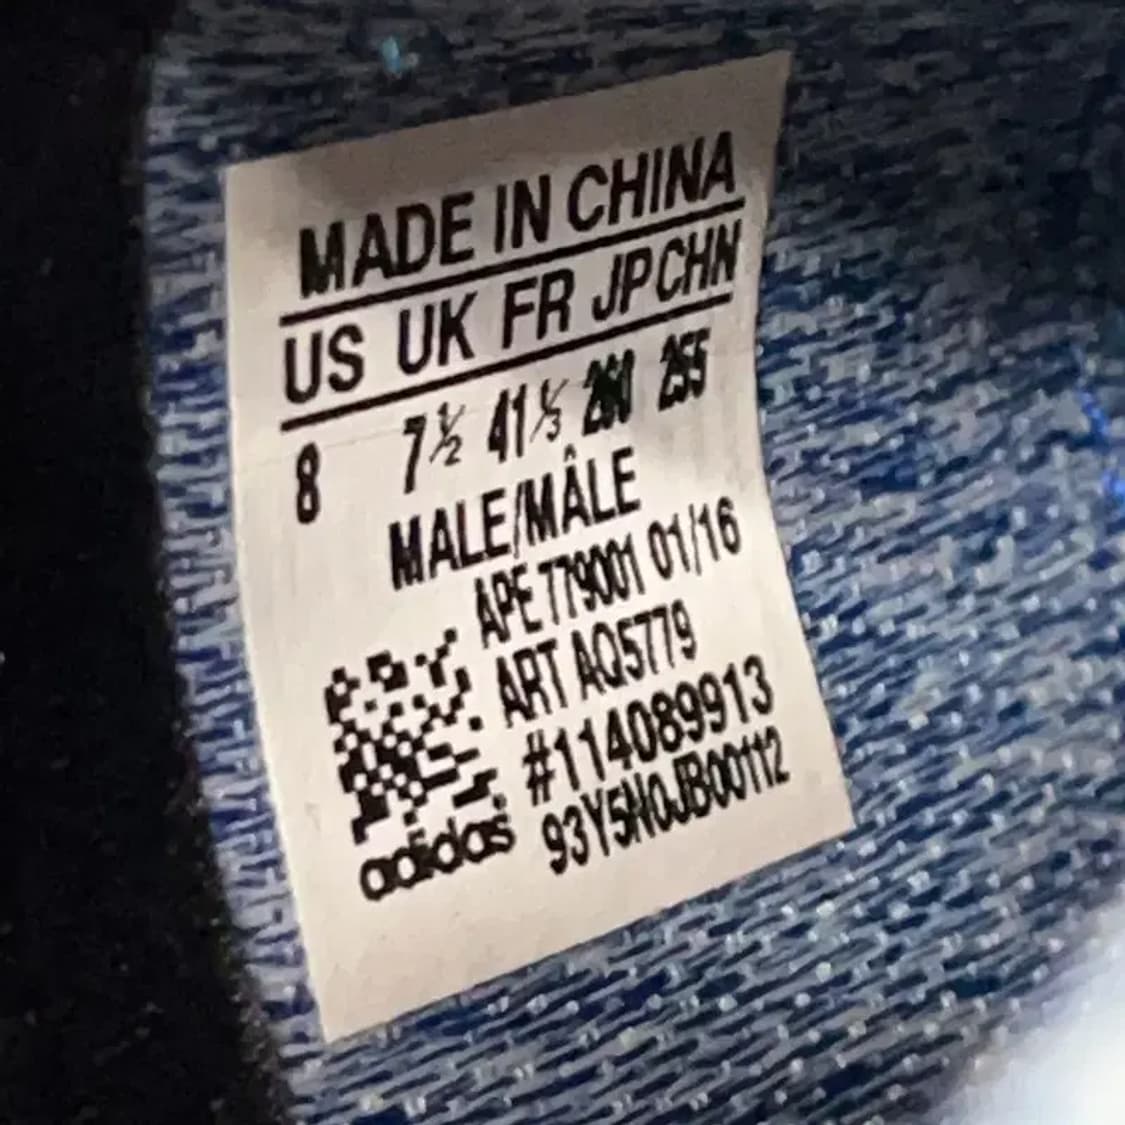 MADE IN CHINA
US UK FR JP CHN
8 7½ 41⅓ 260 255
MALE/MÂLE
APE 779001 01/16
ART AQ5779
#114089913
93Y5N0JB00112
adidas